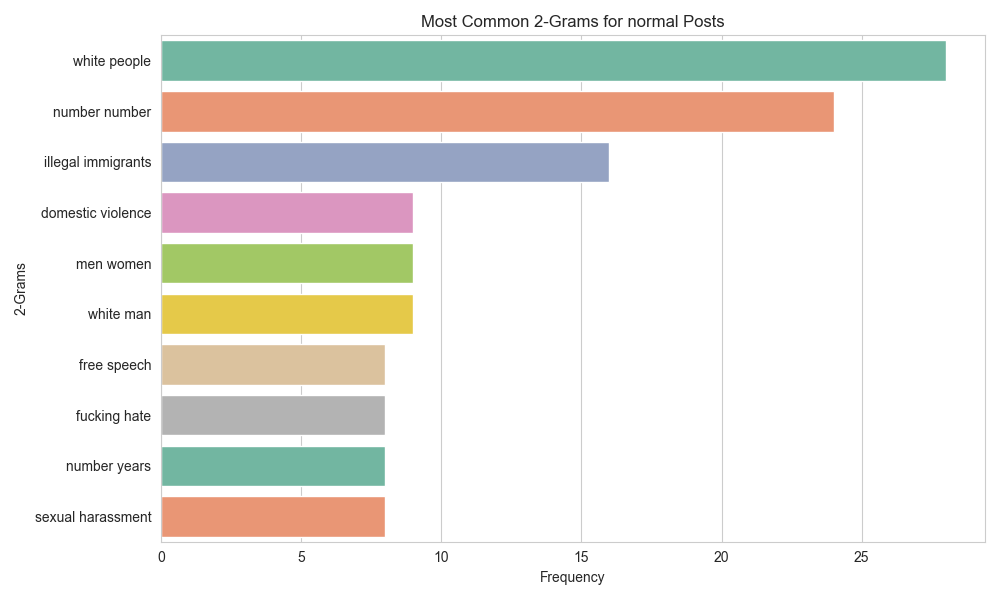 Most Common 2-Grams for normal Posts
white people
number number
illegal immigrants
domestic violence
men women
white man
free speech
fucking hate
number years
sexual harassment
2-Grams
0 5 10 15 20 25
Frequency